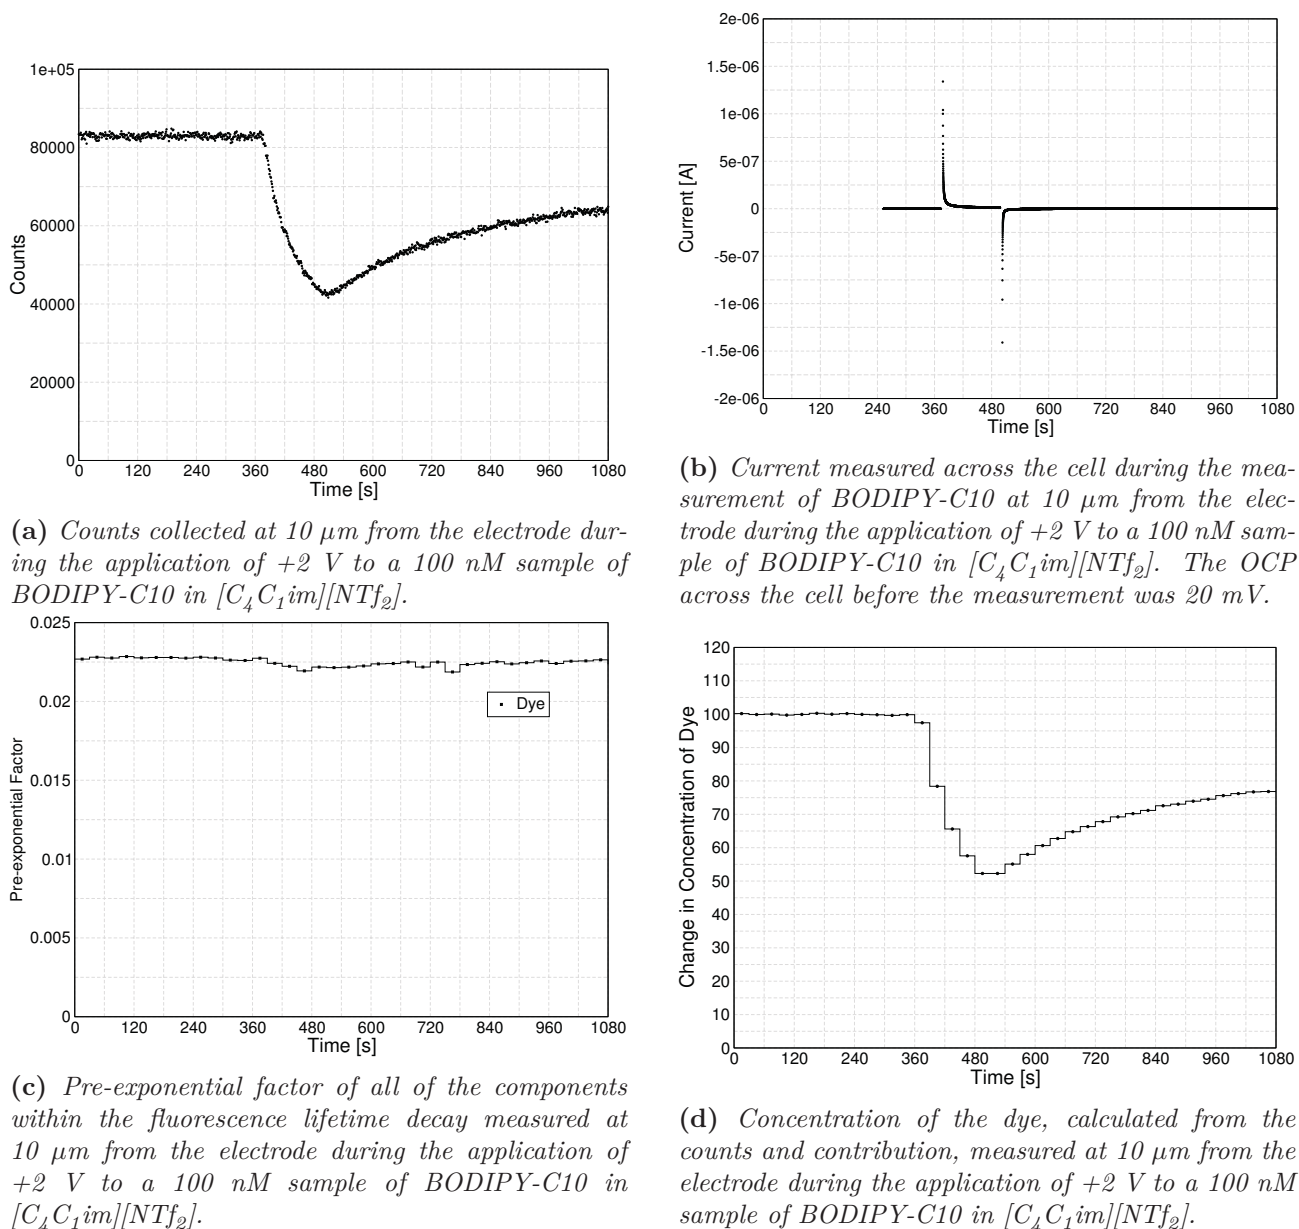 1e+05
80000
60000
40000
20000
0
Counts
0 120 240 360 480 600 720 840 960 1080
Time [s]
(a) Counts collected at 10 μm from the electrode dur-
ing the application of +2 V to a 100 nM sample of
BODIPY-C10 in [C₄C₁im][NTf₂].
2e-06
1.5e-06
1e-06
5e-07
0
-5e-07
-1e-06
-1.5e-06
-2e-06
Current [A]
0 120 240 360 480 600 720 840 960 1080
Time [s]
(b) Current measured across the cell during the mea-
surement of BODIPY-C10 at 10 μm from the elec-
trode during the application of +2 V to a 100 nM sam-
ple of BODIPY-C10 in [C₄C₁im][NTf₂]. The OCP
across the cell before the measurement was 20 mV.
0.025
0.02
0.015
0.01
0.005
0
Pre-exponential Factor
Dye
0 120 240 360 480 600 720 840 960 1080
Time [s]
(c) Pre-exponential factor of all of the components
within the fluorescence lifetime decay measured at
10 μm from the electrode during the application of
+2 V to a 100 nM sample of BODIPY-C10 in
[C₄C₁im][NTf₂].
120
110
100
90
80
70
60
50
40
30
20
10
0
Change in Concentration of Dye
0 120 240 360 480 600 720 840 960 1080
Time [s]
(d) Concentration of the dye, calculated from the
counts and contribution, measured at 10 μm from the
electrode during the application of +2 V to a 100 nM
sample of BODIPY-C10 in [C₄C₁im][NTf₂].